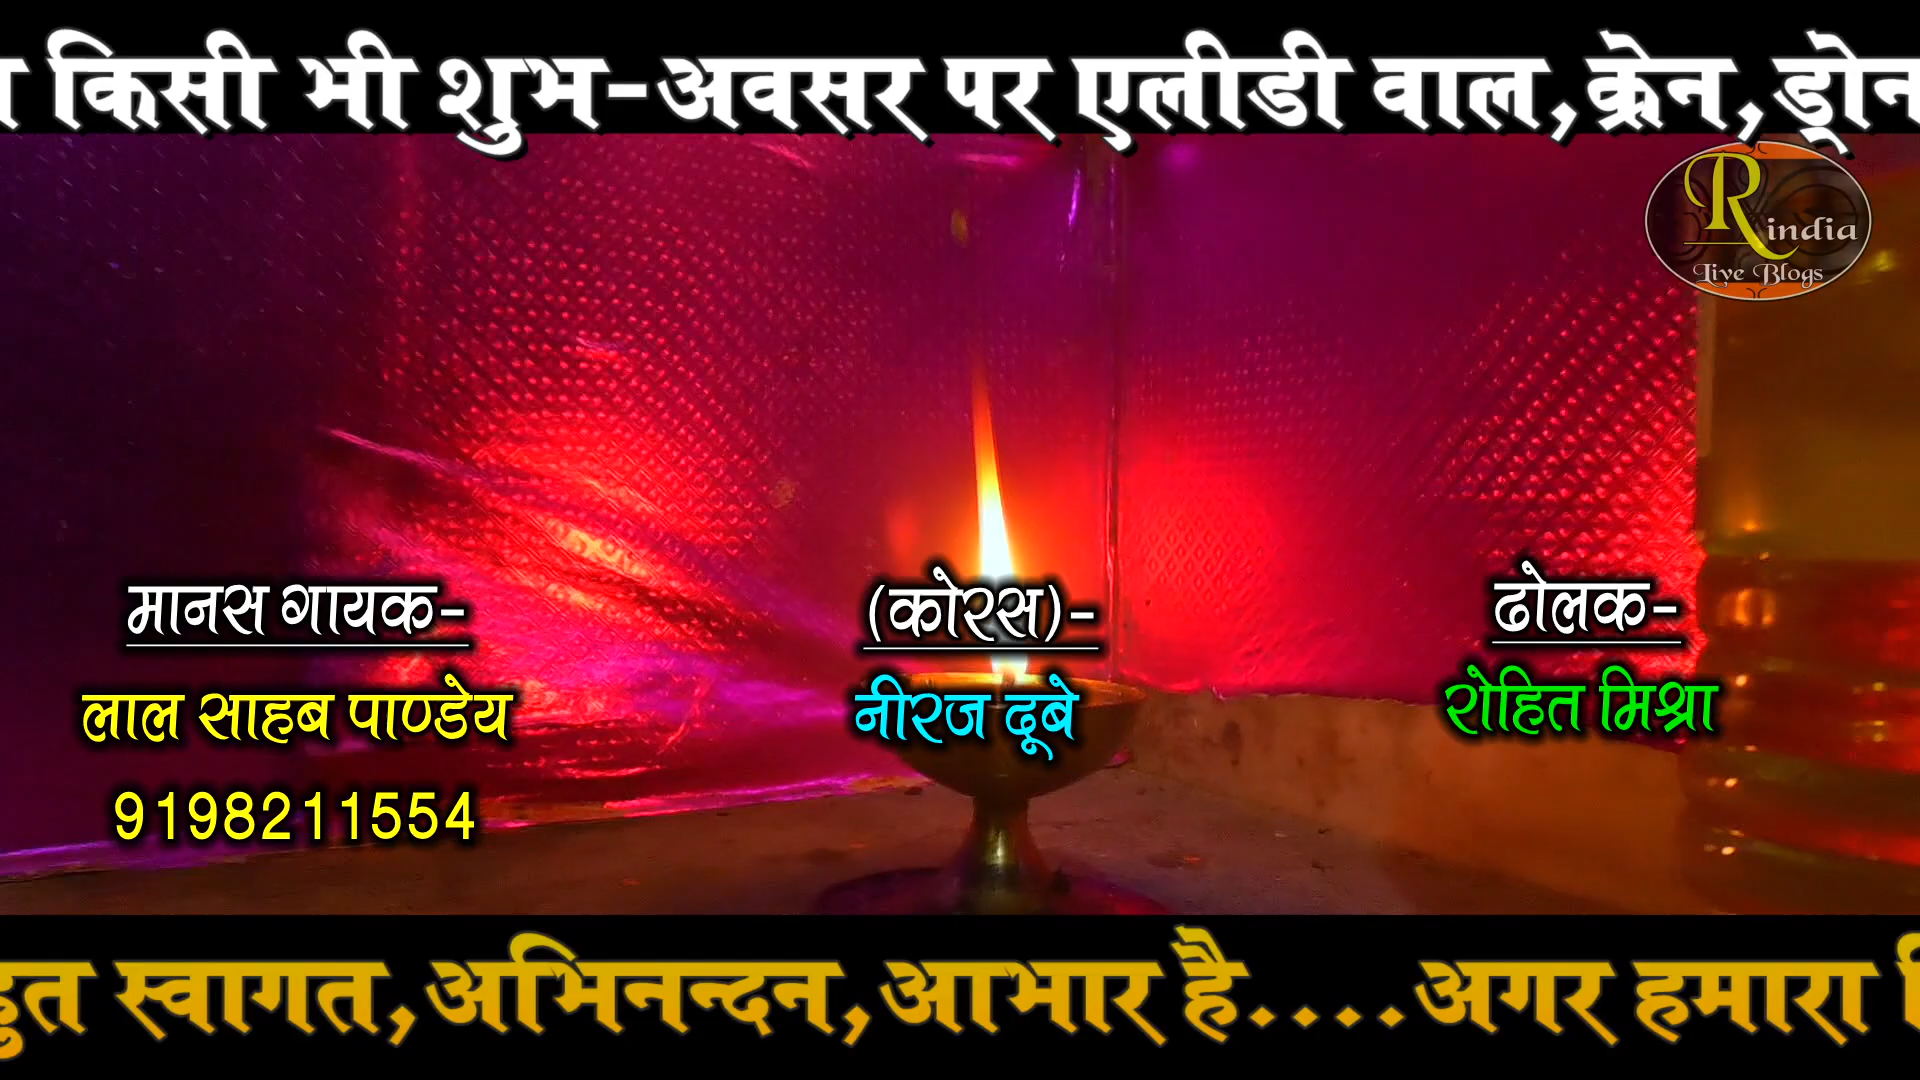 किसी भी शुभ-अवसर पर एलीडी वाल,क्रेन,ड्रोन
R india
Live Blogs
मानस गायक-
(कोरस)-
ढोलक-
लाल साहब पाण्डेय
नीरज दूबे
रोहित मिश्रा
9198211554
स्वागत,अभिनन्दन,आभार है....अगर हमारा